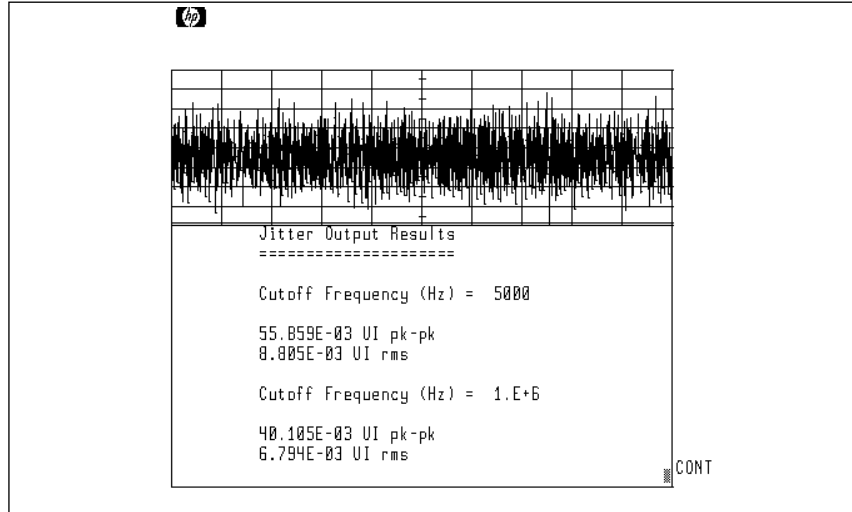 hp
Jitter Output Results
=====================
Cutoff Frequency (Hz) =  5000
55.859E-03 UI pk-pk
8.805E-03 UI rms
Cutoff Frequency (Hz) =  1.E+6
40.105E-03 UI pk-pk
6.794E-03 UI rms
CONT